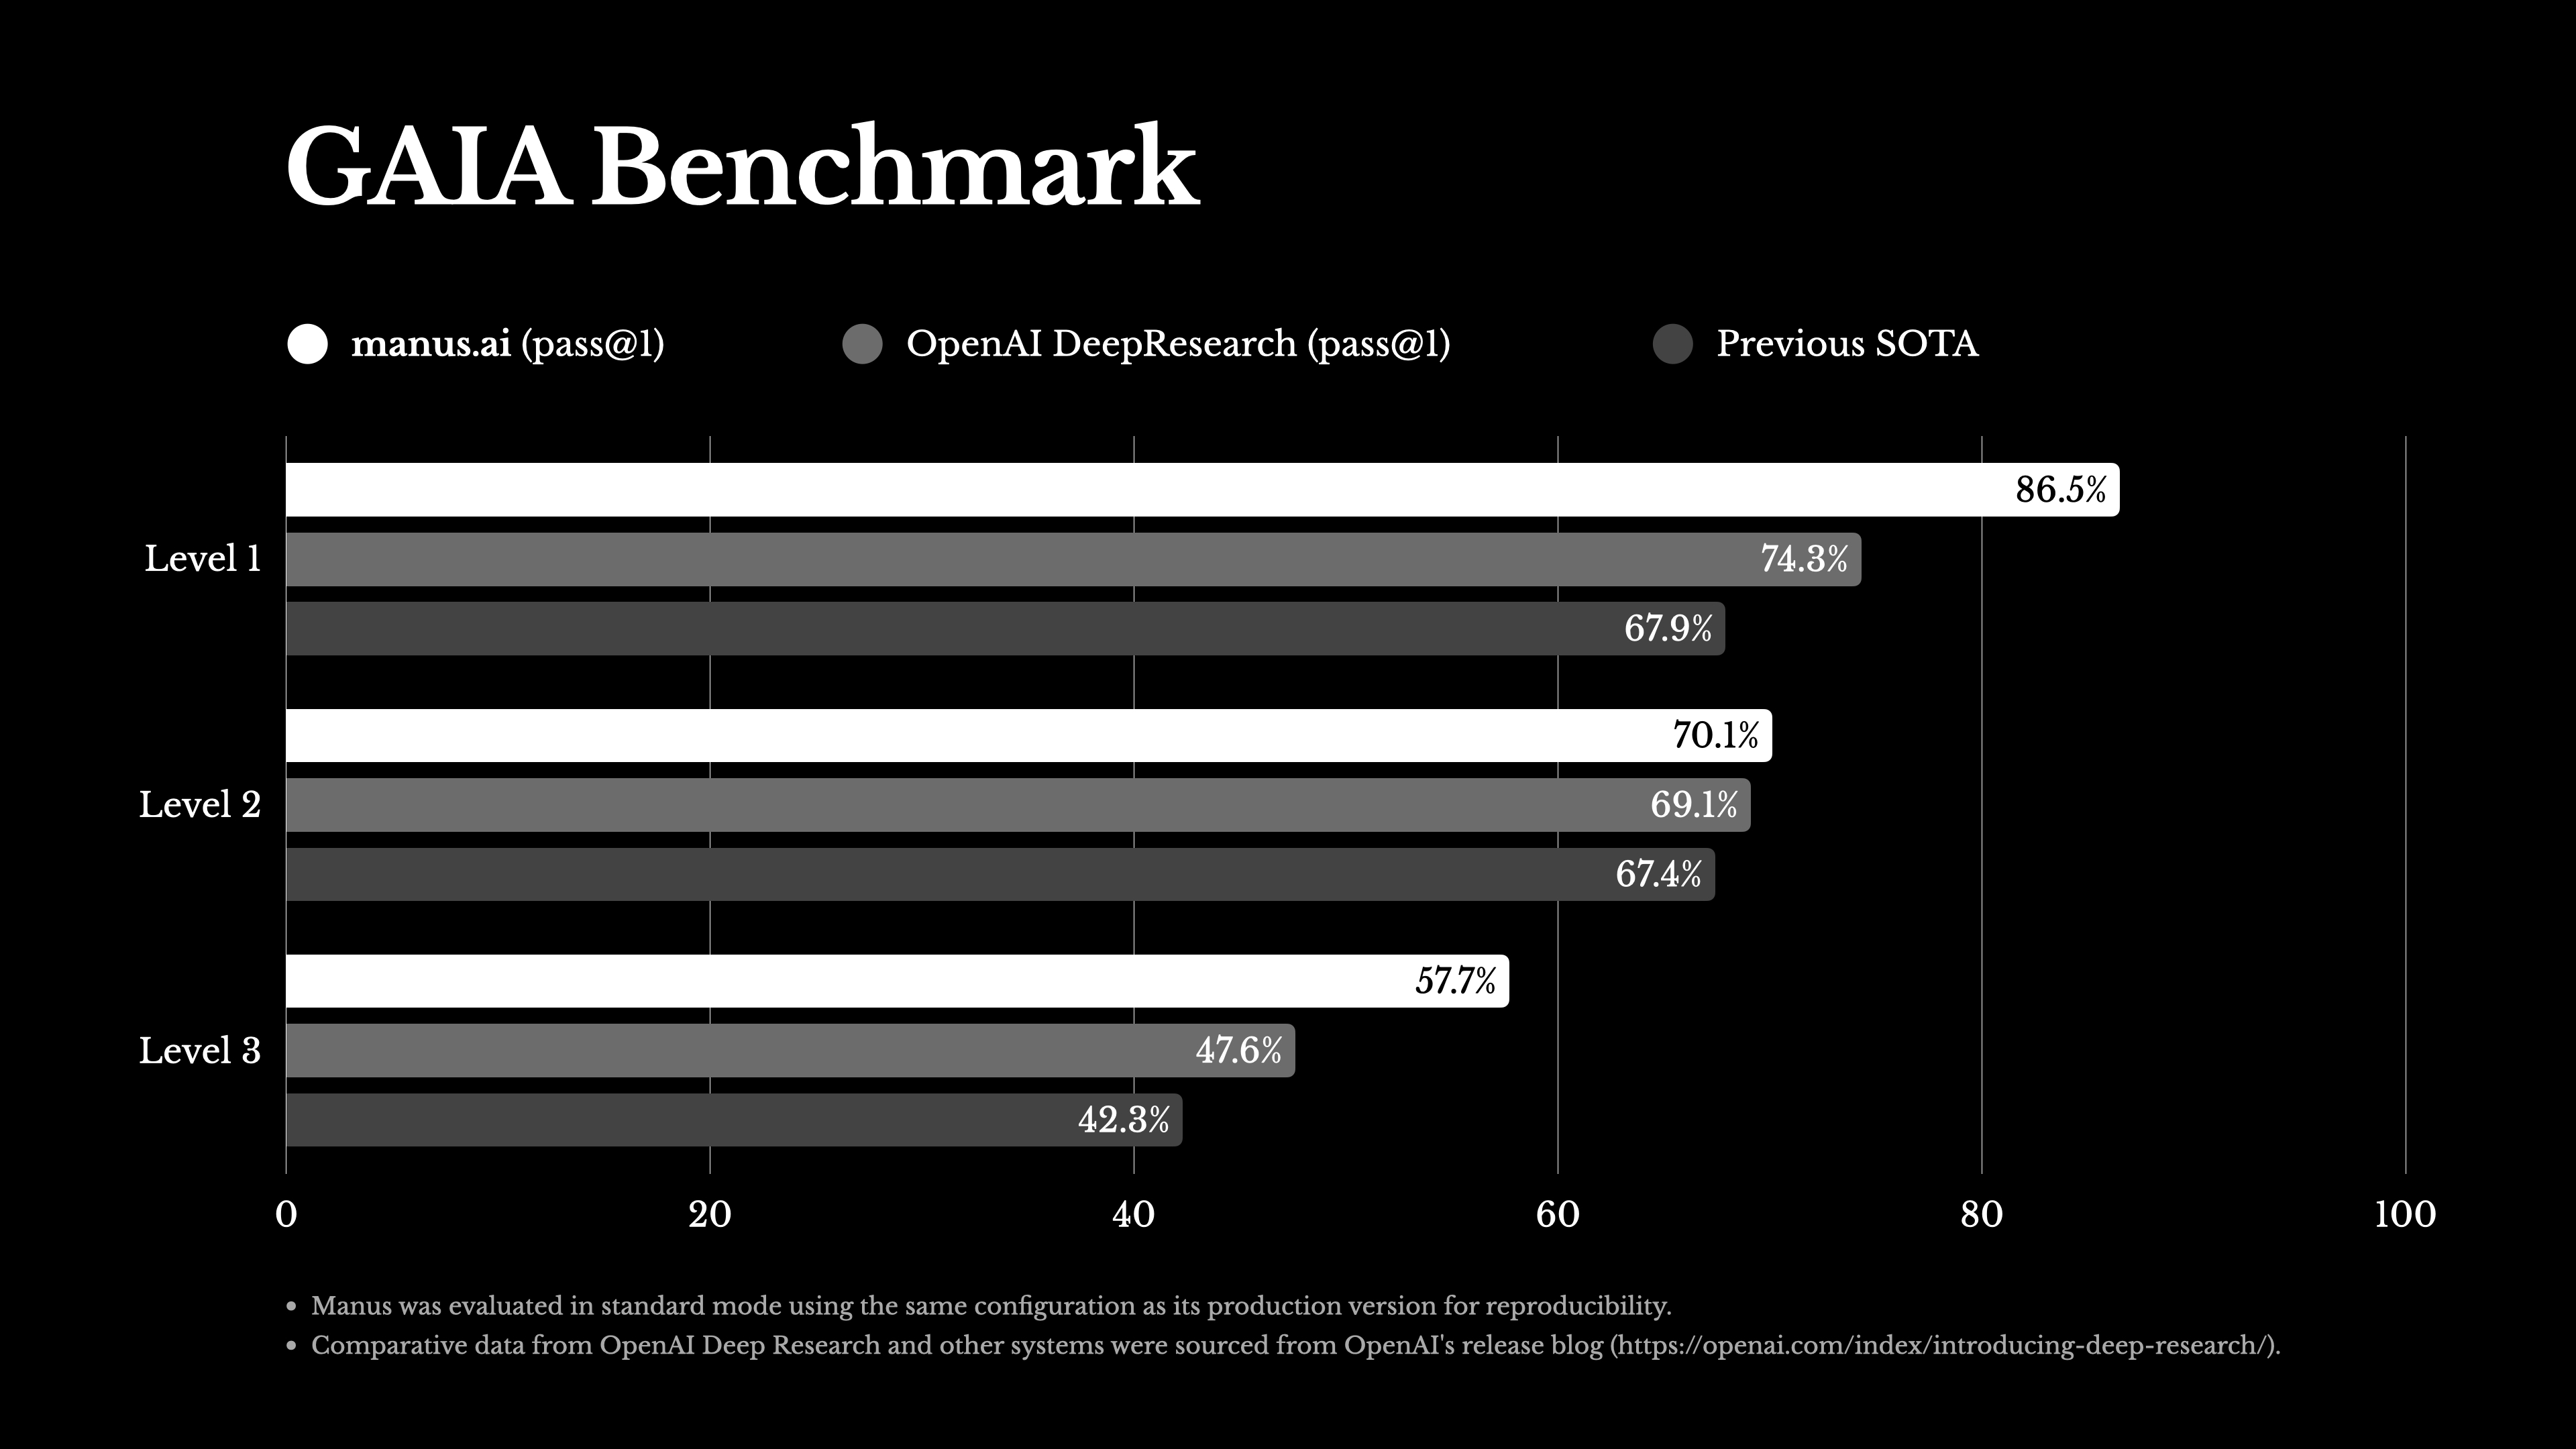 GAIA Benchmark
manus.ai (pass@1)
OpenAI DeepResearch (pass@1)
Previous SOTA
86.5%
Level 1
74.3%
67.9%
70.1%
Level 2
69.1%
67.4%
57.7%
Level 3
47.6%
42.3%
0 20 40 60 80 100
• Manus was evaluated in standard mode using the same configuration as its production version for reproducibility.
• Comparative data from OpenAI Deep Research and other systems were sourced from OpenAI's release blog (https://openai.com/index/introducing-deep-research/).